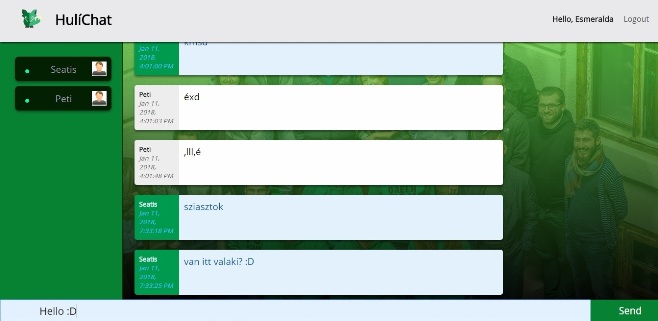 HulíChat
Hello, Esmeralda
Logout
Seatis
Peti
Jan 11,
2018,
4:01:00 PM
Peti
Jan 11,
2018,
4:01:03 PM
éxd
Peti
Jan 11,
2018,
4:01:48 PM
,lll,é
Seatis
Jan 11,
2018,
7:33:18 PM
sziasztok
Seatis
Jan 11,
2018,
7:33:25 PM
van itt valaki? :D
Hello :D
Send